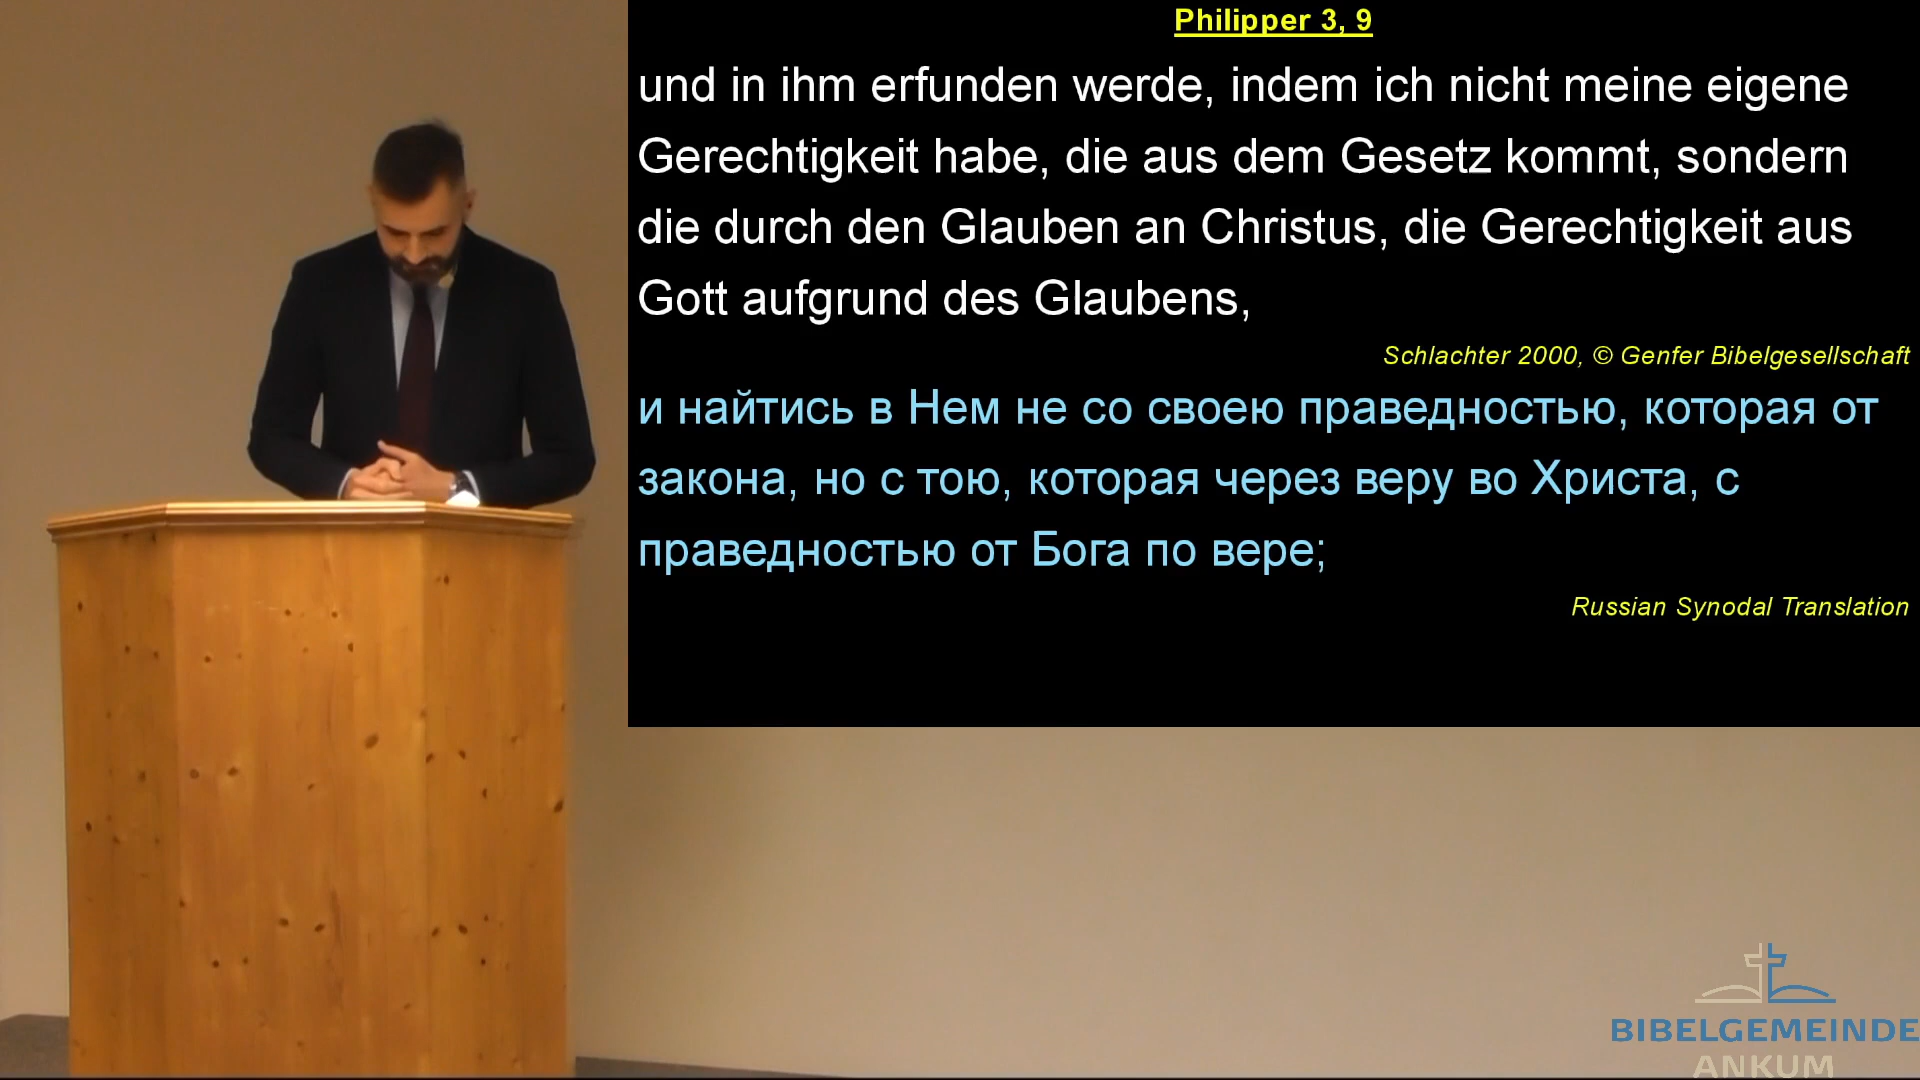 Philipper 3, 9
und in ihm erfunden werde, indem ich nicht meine eigene
Gerechtigkeit habe, die aus dem Gesetz kommt, sondern
die durch den Glauben an Christus, die Gerechtigkeit aus
Gott aufgrund des Glaubens,
Schlachter 2000, © Genfer Bibelgesellschaft
и найтись в Нем не со своею праведностью, которая от
закона, но с тою, которая через веру во Христа, с
праведностью от Бога по вере;
Russian Synodal Translation
BIBELGEMEINDE
ANKUM